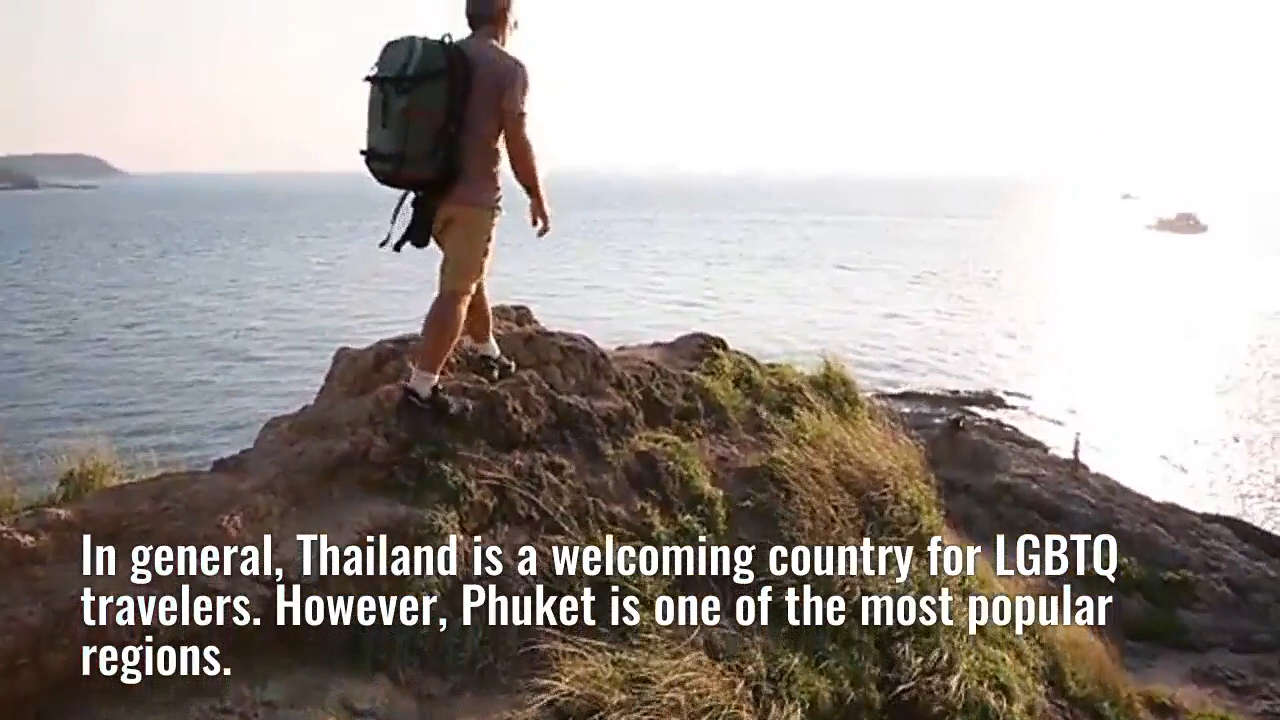 In general, Thailand is a welcoming country for LGBTQ
travelers. However, Phuket is one of the most popular
regions.